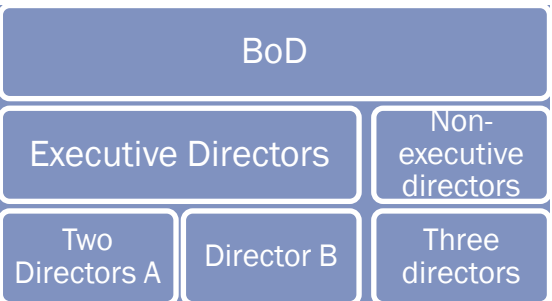 BoD
Executive Directors
Non-
executive
directors
Two
Directors A
Director B
Three
directors